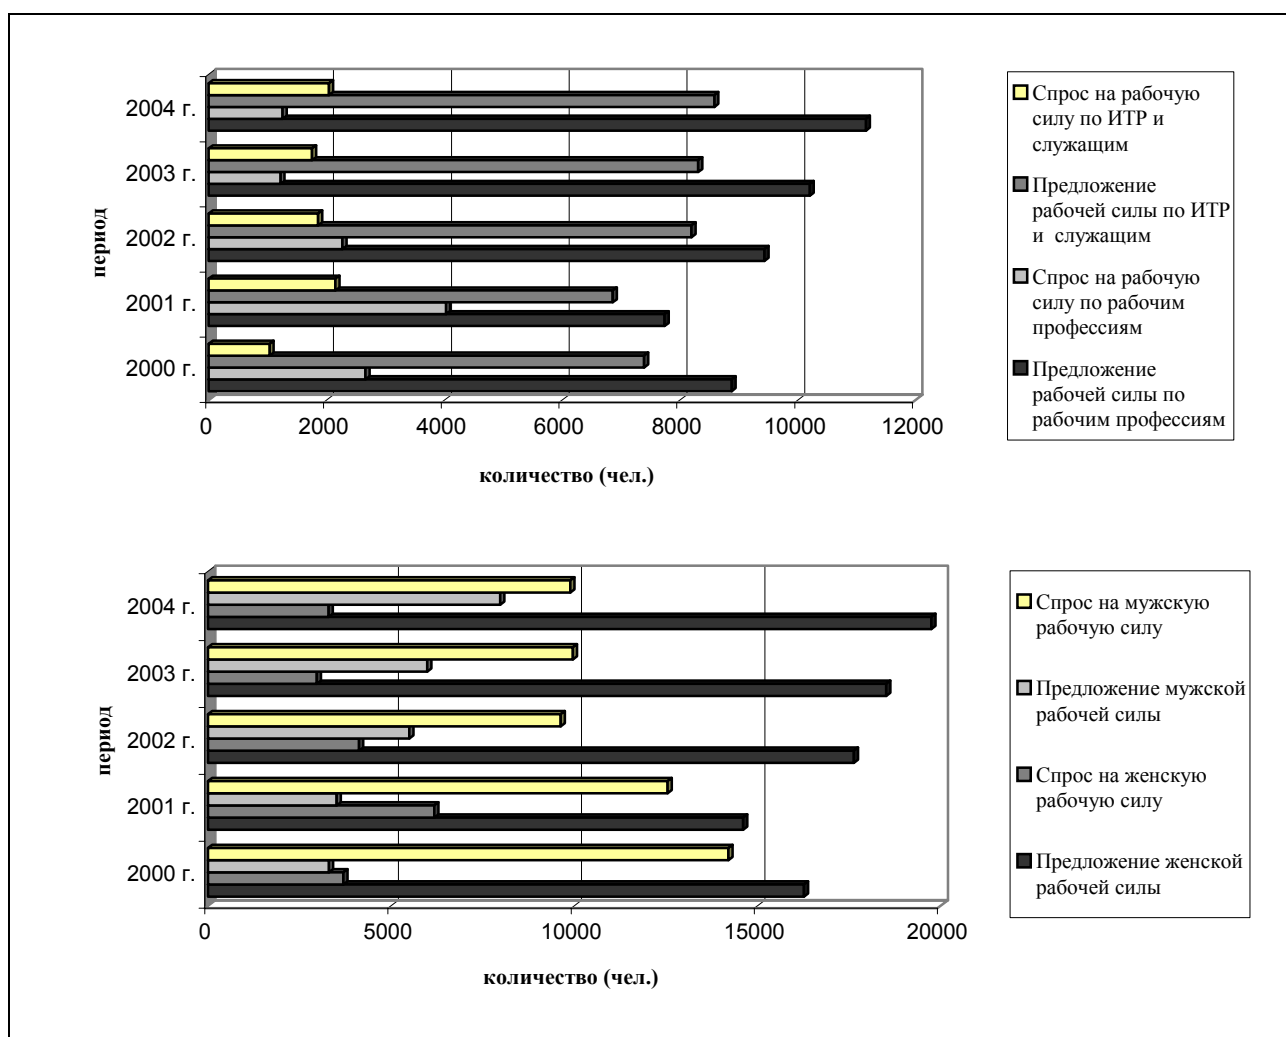 2004 г.
2003 г.
2002 г.
2001 г.
2000 г.
период
0 2000 4000 6000 8000 10000 12000
количество (чел.)
Спрос на рабочую
силу по ИТР и
служащим
Предложение
рабочей силы по ИТР
и служащим
Спрос на рабочую
силу по рабочим
профессиям
Предложение
рабочей силы по
рабочим профессиям
2004 г.
2003 г.
2002 г.
2001 г.
2000 г.
период
0 5000 10000 15000 20000
количество (чел.)
Спрос на мужскую
рабочую силу
Предложение мужской
рабочей силы
Спрос на женскую
рабочую силу
Предложение женской
рабочей силы